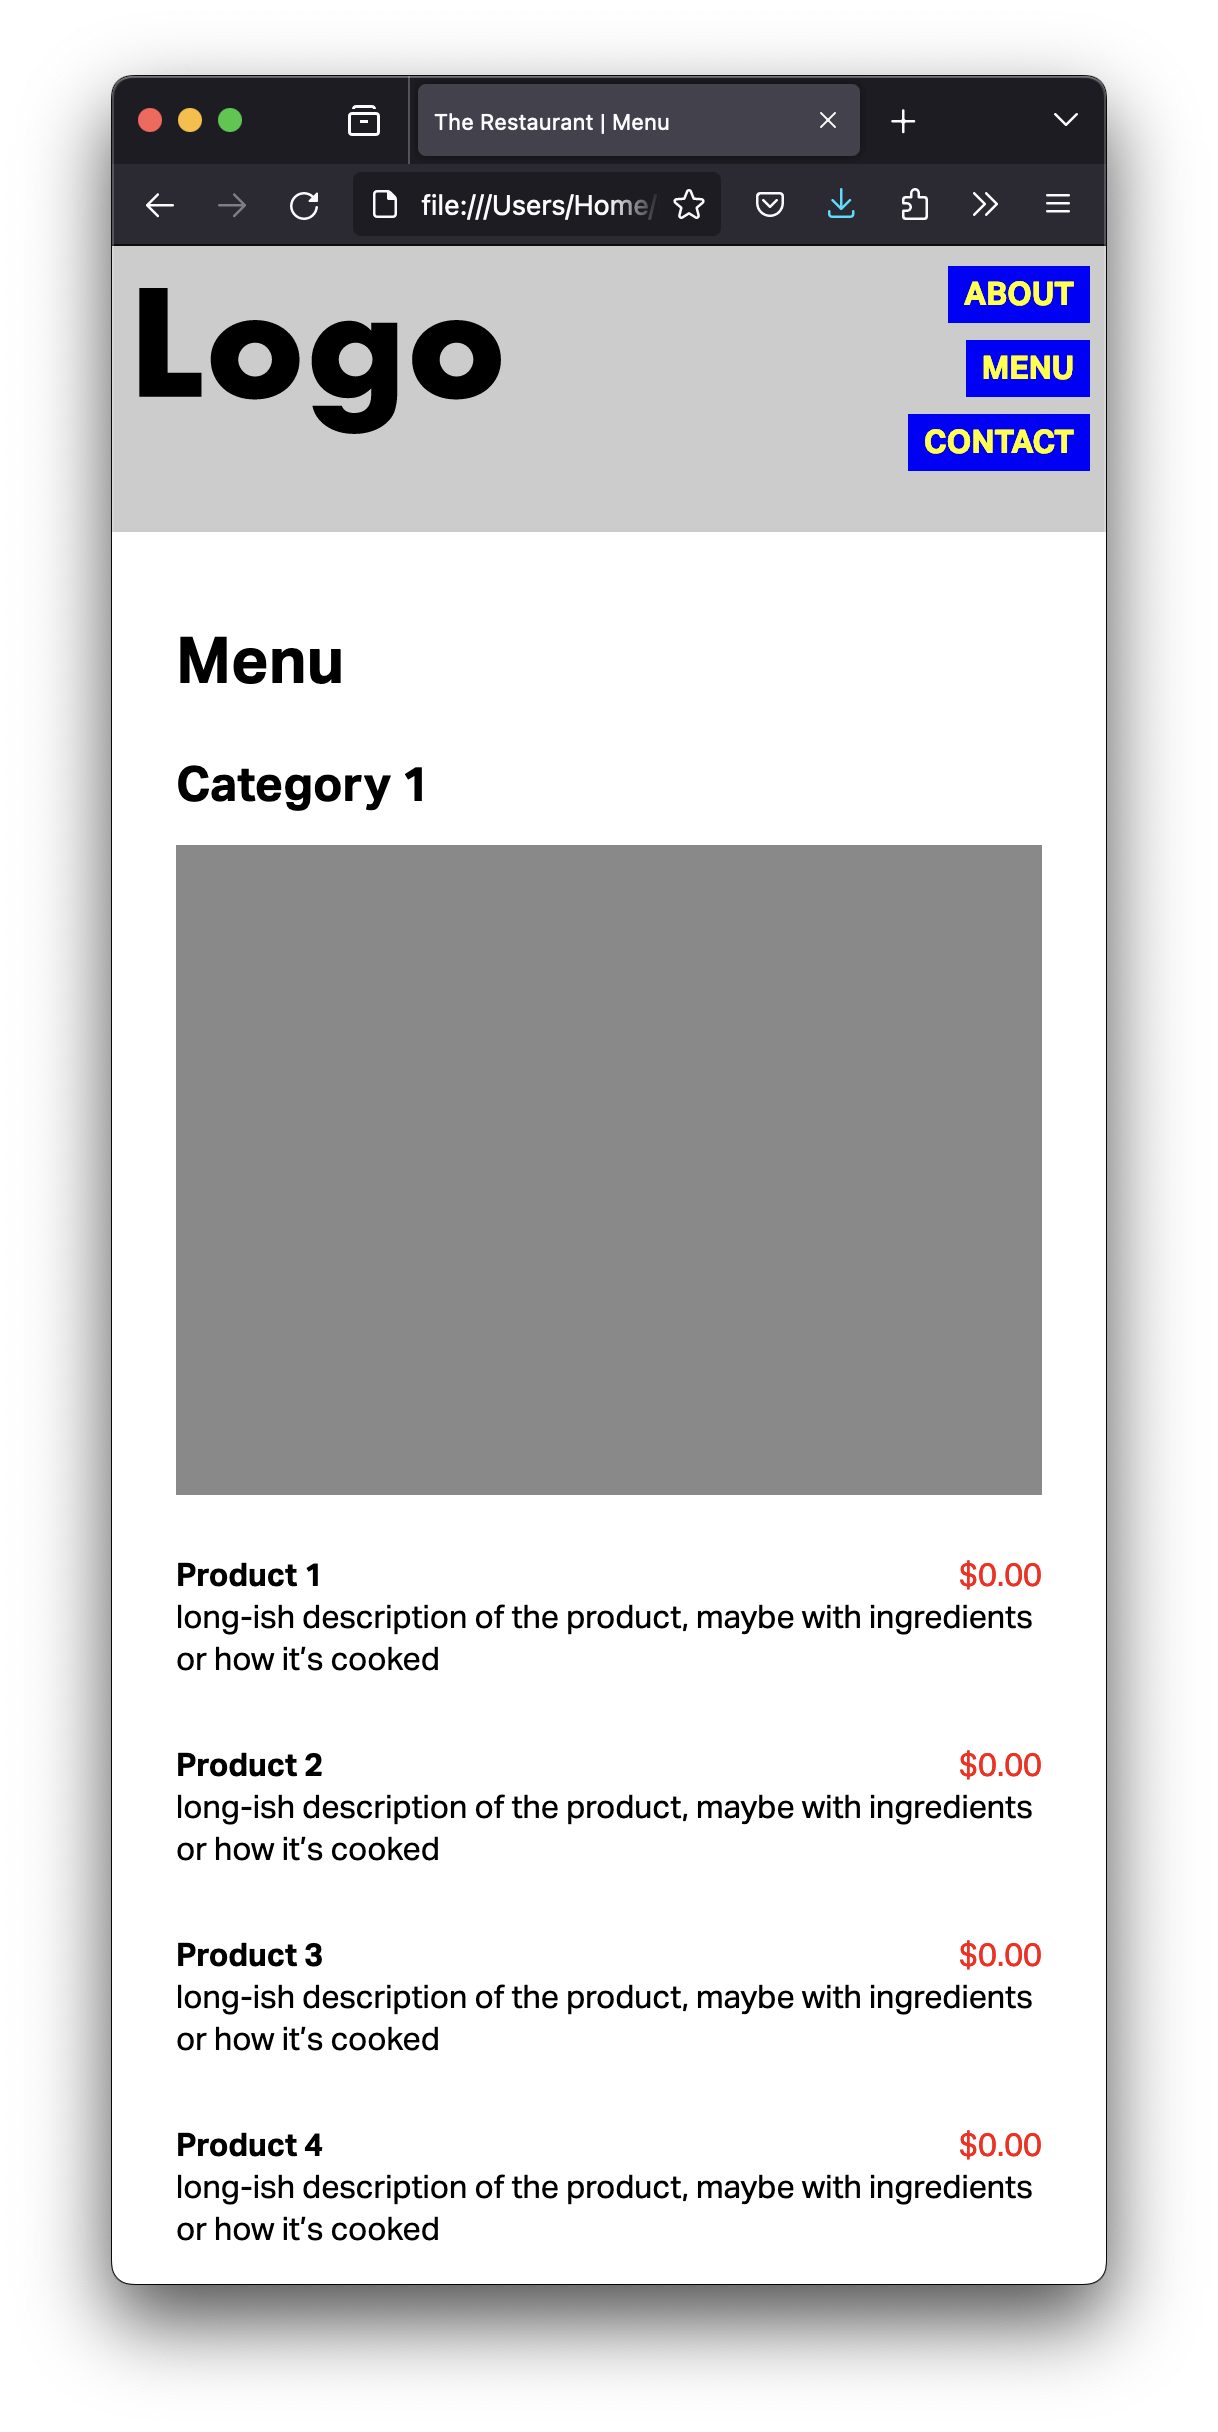 The Restaurant | Menu
file:///Users/Home/
Logo
ABOUT
MENU
CONTACT
Menu
Category 1
Product 1 $0.00
long-ish description of the product, maybe with ingredients
or how it’s cooked
Product 2 $0.00
long-ish description of the product, maybe with ingredients
or how it’s cooked
Product 3 $0.00
long-ish description of the product, maybe with ingredients
or how it’s cooked
Product 4 $0.00
long-ish description of the product, maybe with ingredients
or how it’s cooked